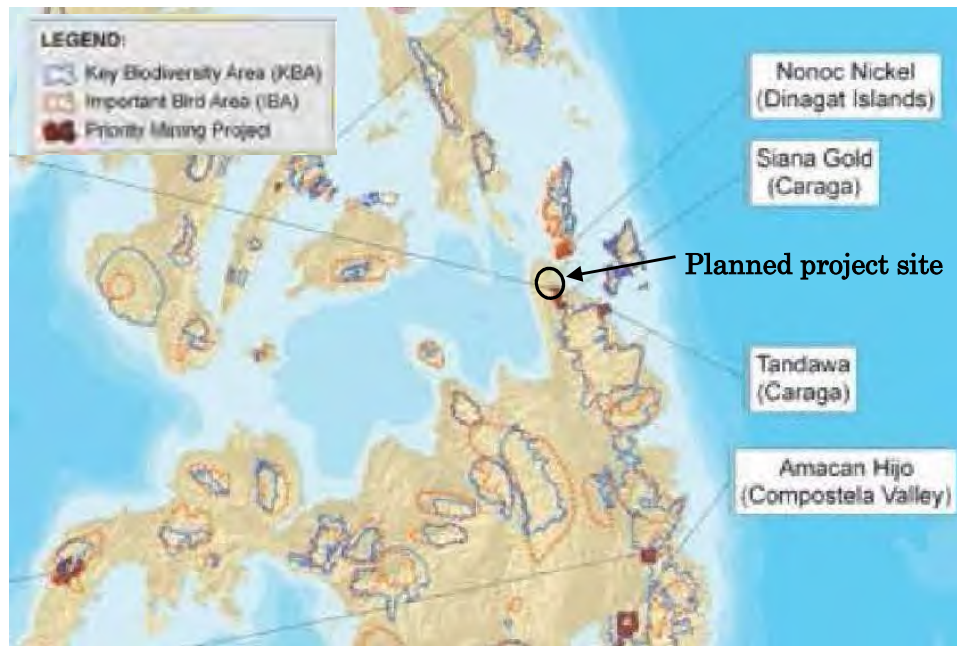 LEGEND:
Key Biodiversity Area (KBA)
Important Bird Area (IBA)
Priority Mining Project
Nonoc Nickel
(Dinagat Islands)
Siana Gold
(Caraga)
Planned project site
Tandawa
(Caraga)
Amacan Hijo
(Compostela Valley)